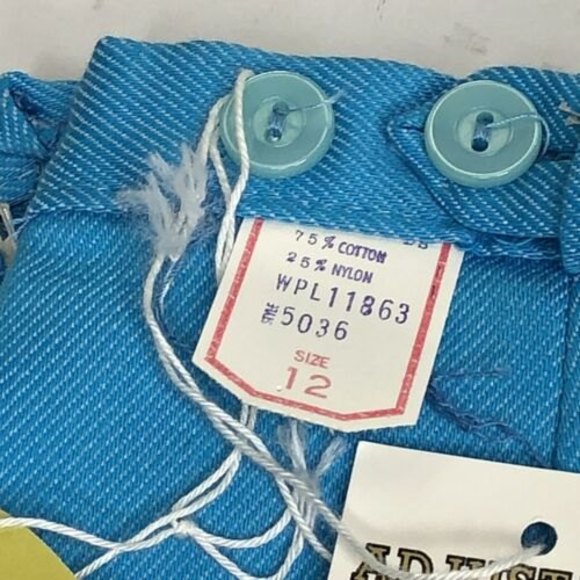 75% COTTON
25% NYLON
WPL11863
5036
SIZE
12